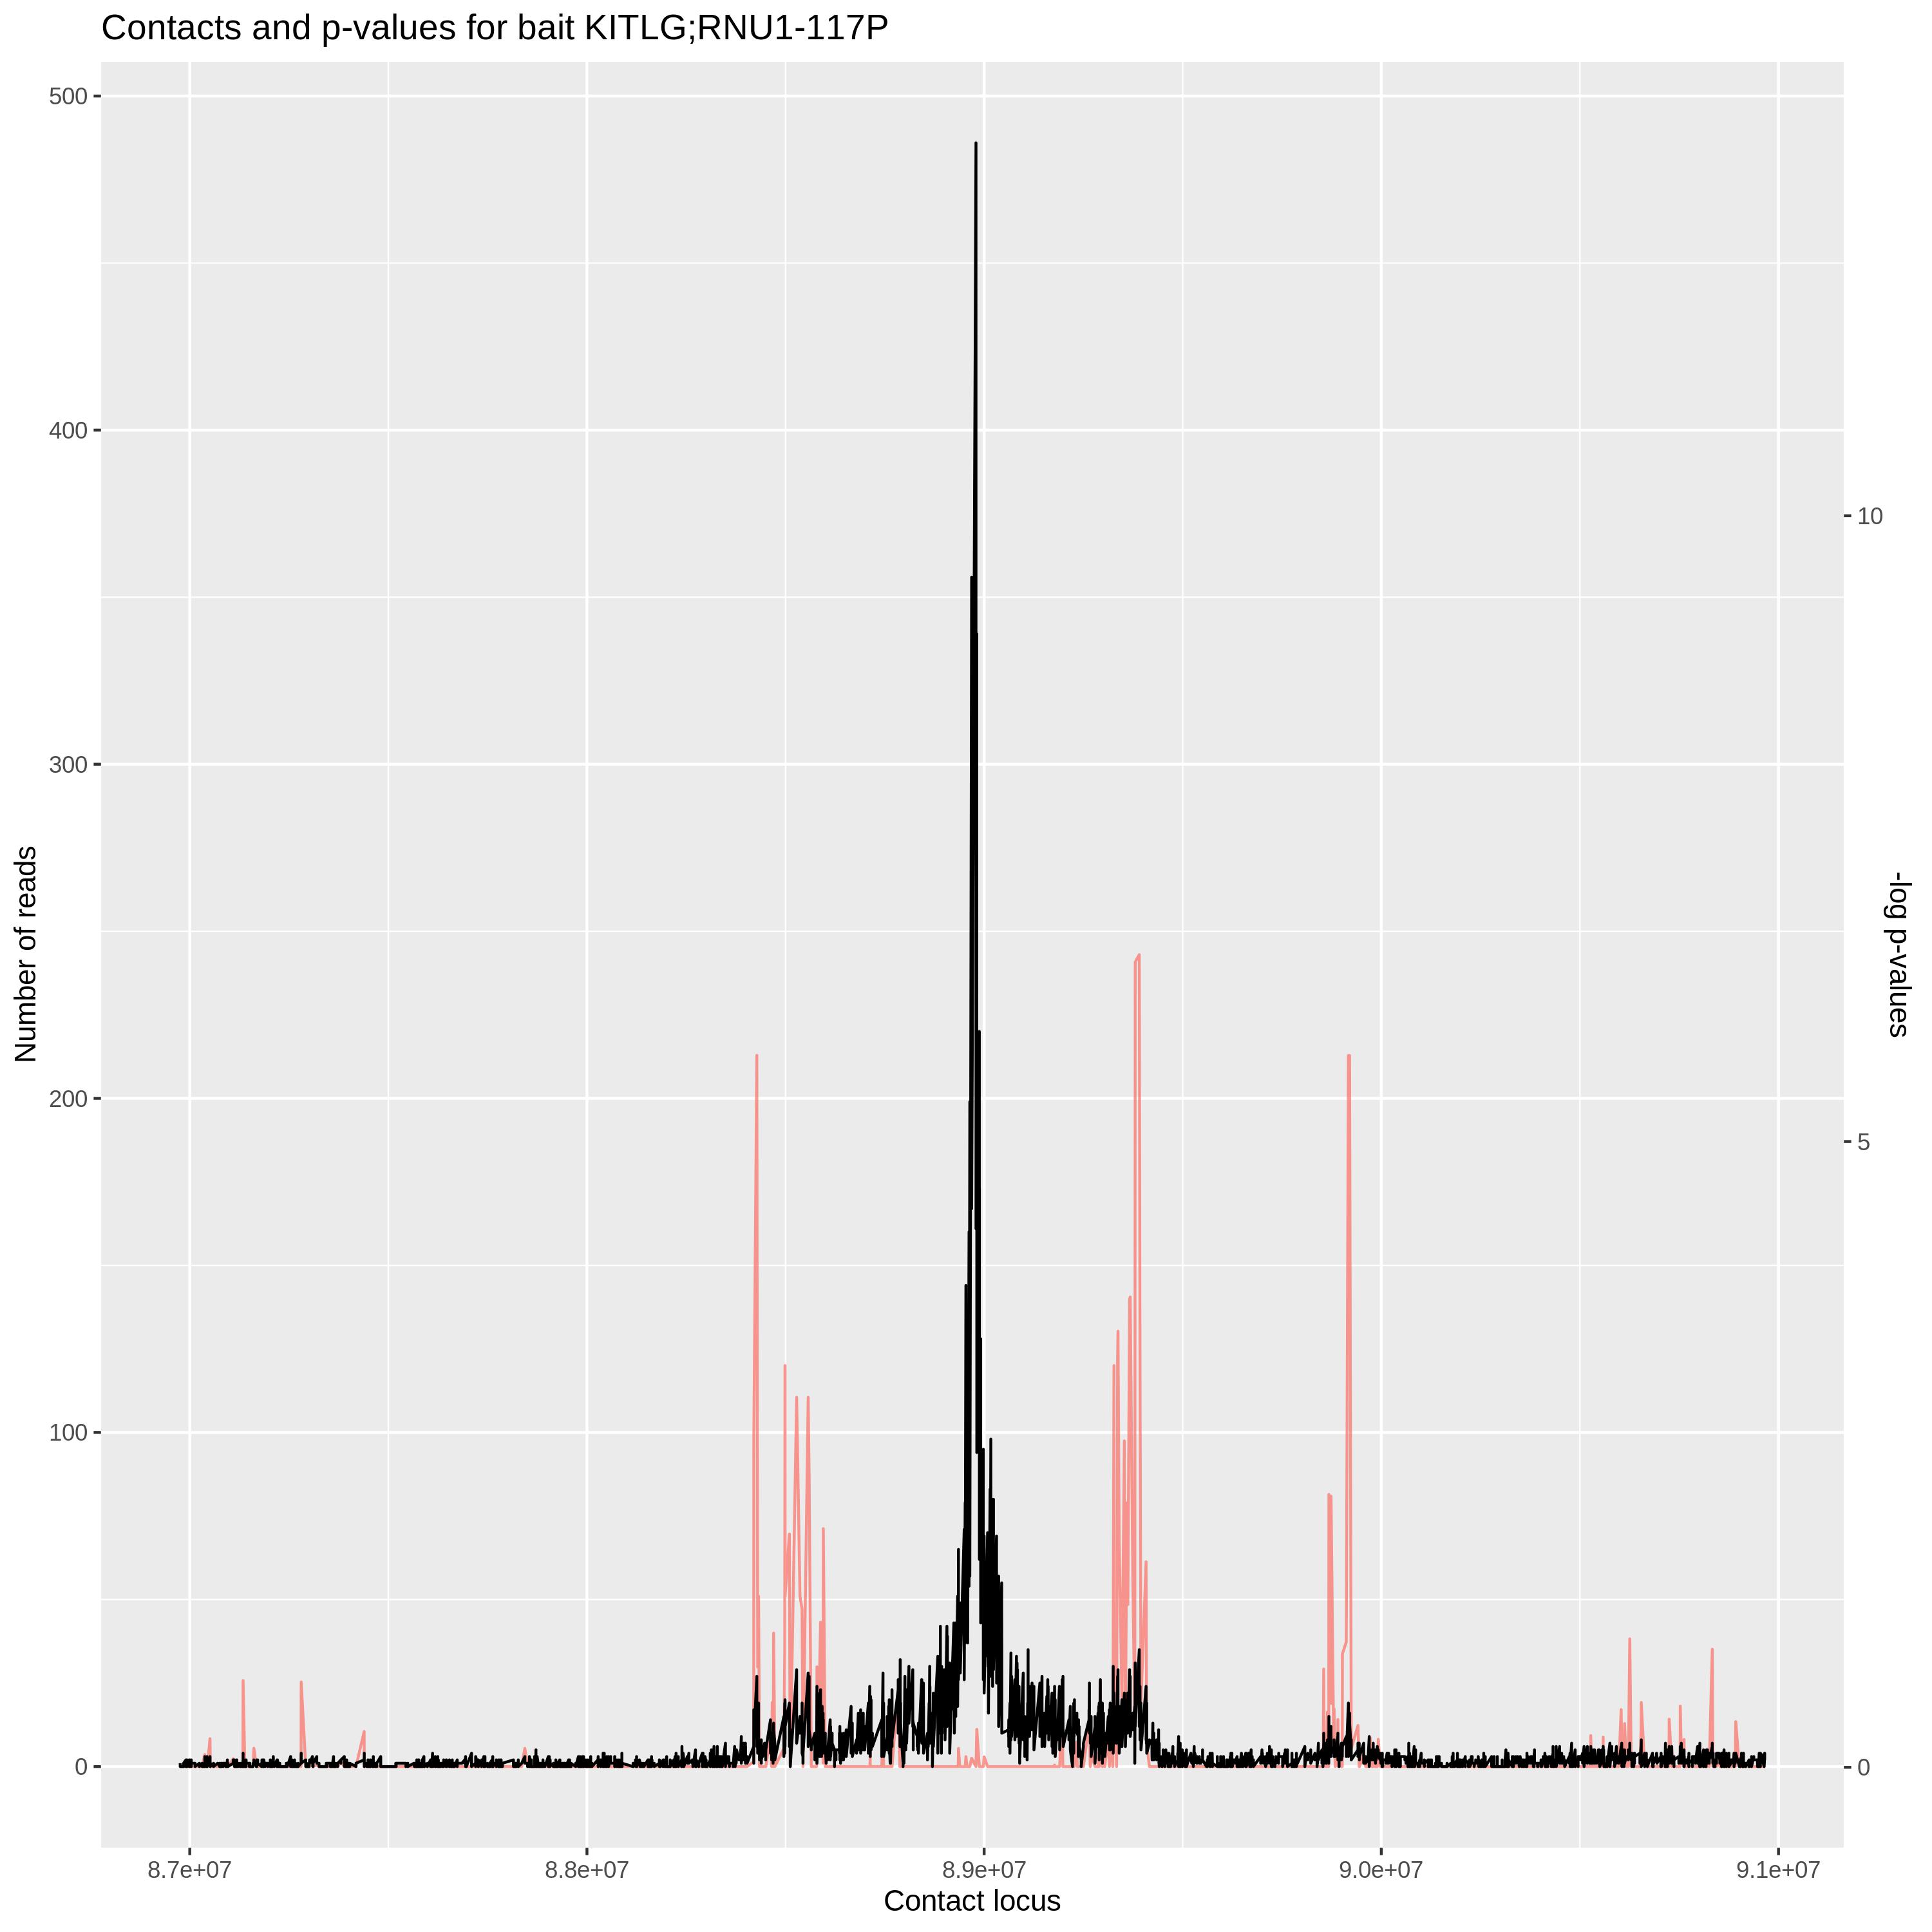 Contacts and p-values for bait KITLG;RNU1-117P
500
400
300
200
100
0
Number of reads
10
5
0
-log p-values
8.7e+07 8.8e+07 8.9e+07 9.0e+07 9.1e+07
Contact locus